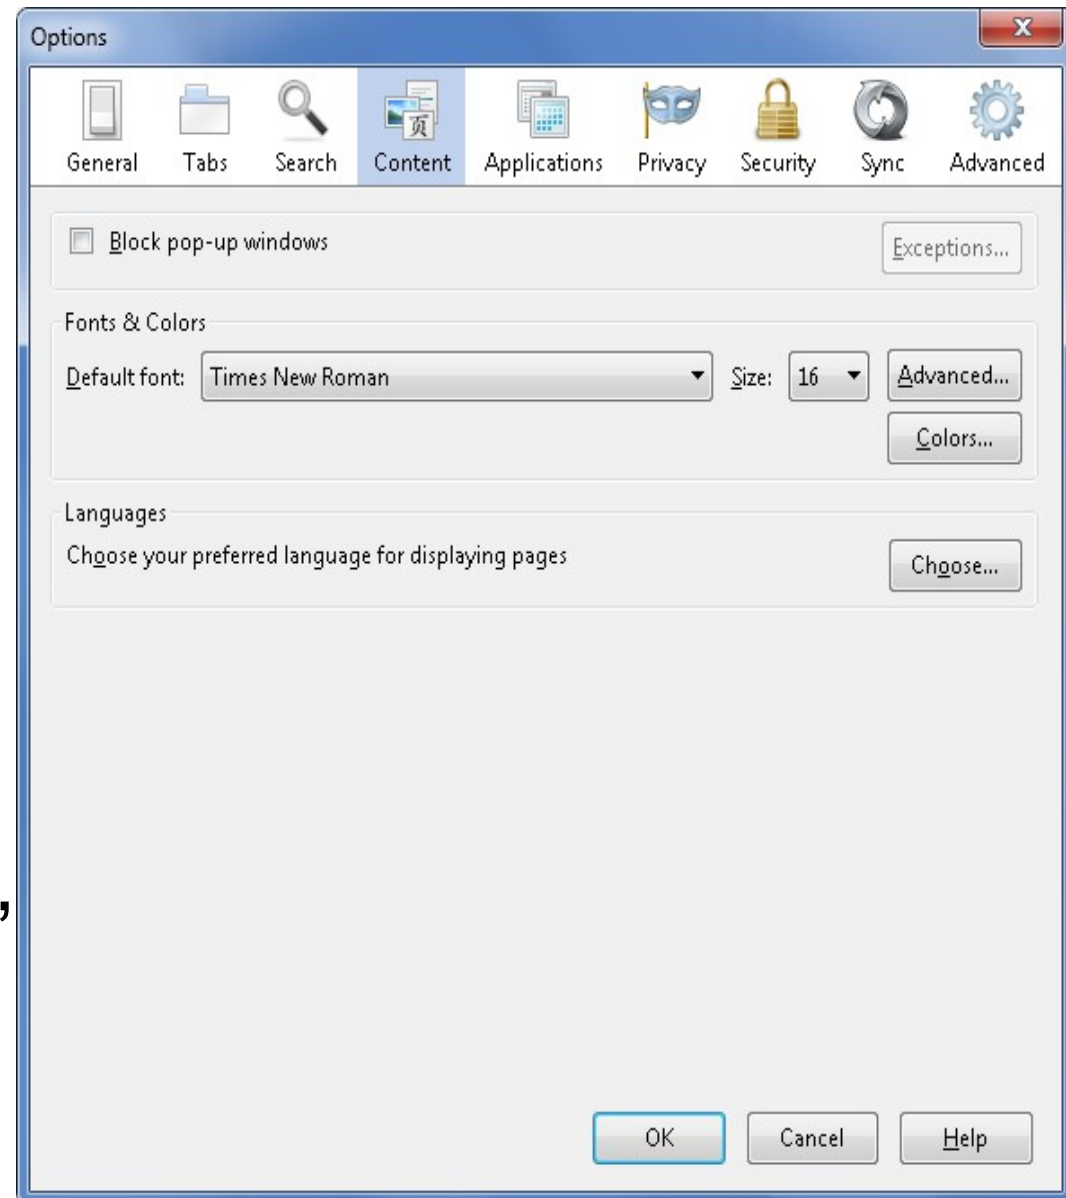 Options
X
页
General Tabs Search Content Applications Privacy Security Sync Advanced
Block pop-up windows Exceptions...
Fonts & Colors
Default font: Times New Roman Size: 16 Advanced...
Colors...
Languages
Choose your preferred language for displaying pages Choose...
,
OK Cancel Help